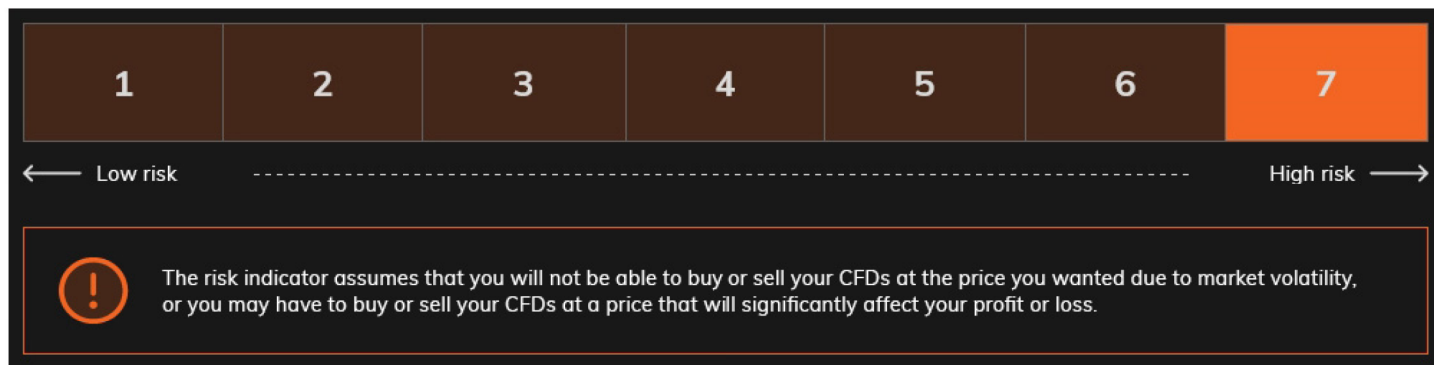 1 2 3 4 5 6 7
Low risk High risk
The risk indicator assumes that you will not be able to buy or sell your CFDs at the price you wanted due to market volatility,
or you may have to buy or sell your CFDs at a price that will significantly affect your profit or loss.